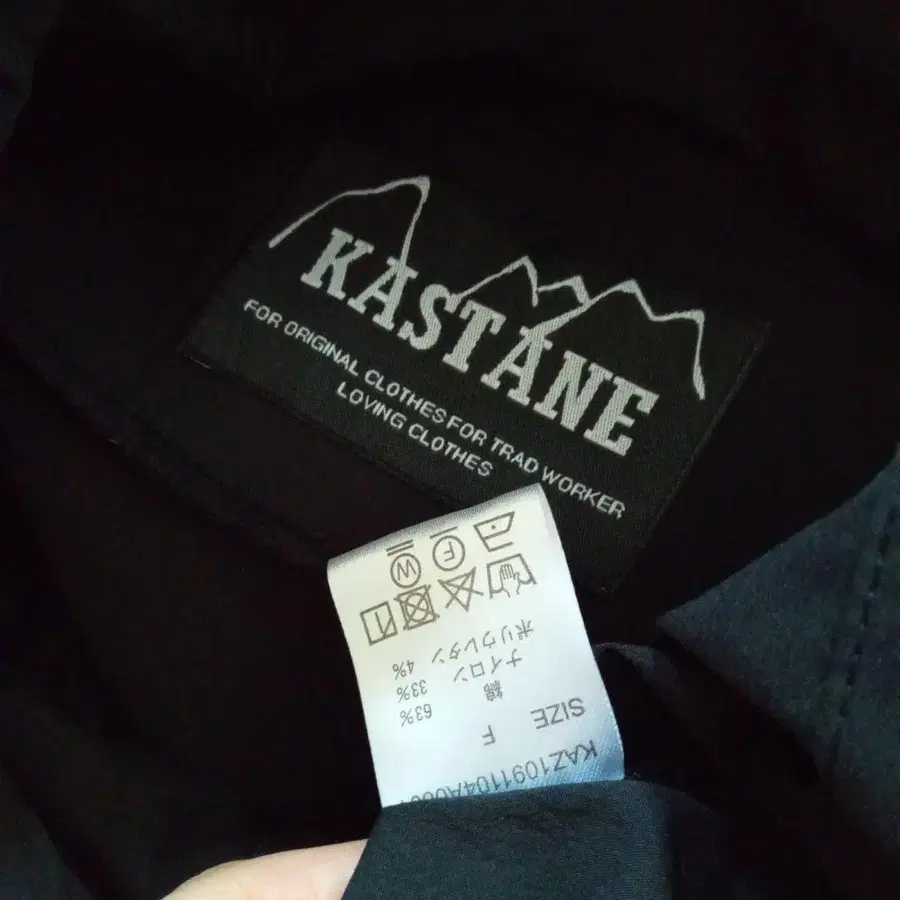 KASTANE
FOR ORIGINAL CLOTHES FOR TRAD WORKER
LOVING CLOTHES
SIZE F
綿 63%
ナイロン 33%
ポリウレタン 4%
F W